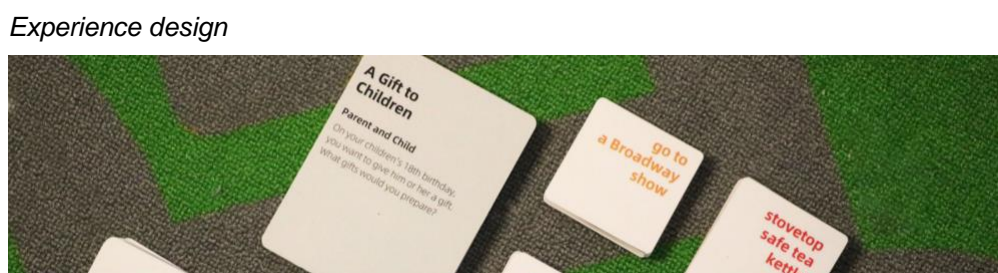 Experience design
A Gift to
Children
Parent and Child
On your children's 18th birthday,
you want to give him or her a gift.
What gifts would you prepare?
go to
a Broadway
show
stovetop
safe tea
kettl